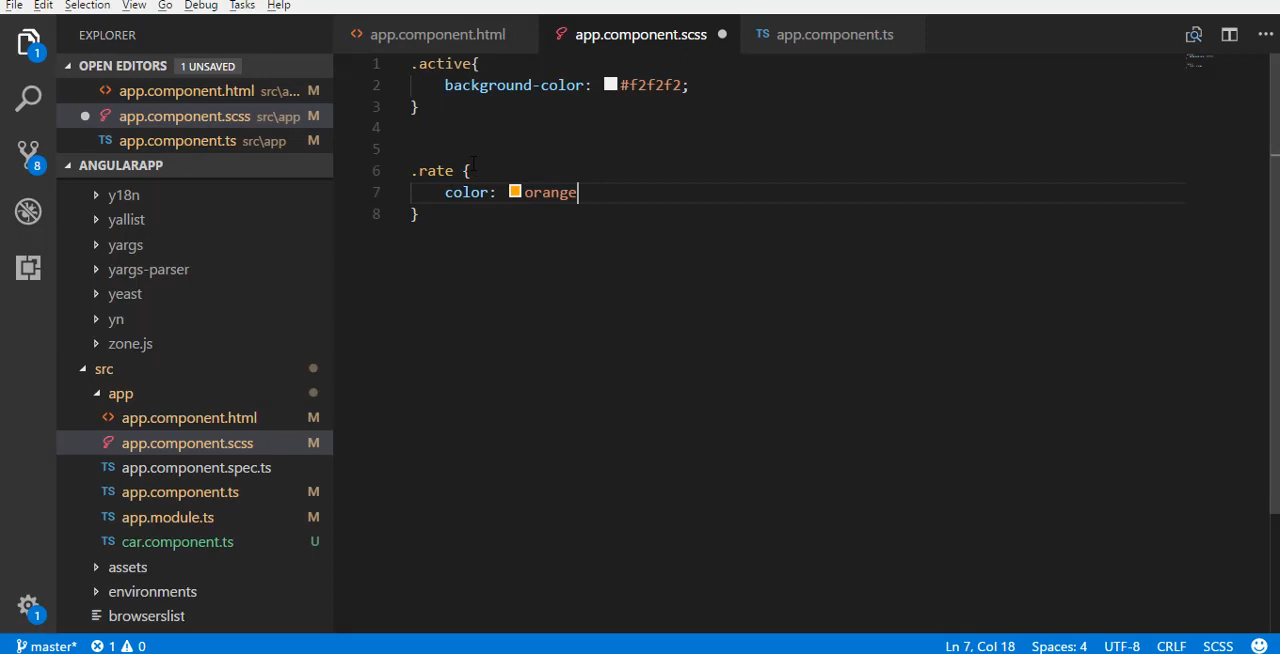 File Edit Selection View Go Debug Tasks Help
EXPLORER
OPEN EDITORS 1 UNSAVED
app.component.html src\a... M
app.component.scss src\app M
app.component.ts src\app M
ANGULARAPP
y18n
yallist
yargs
yargs-parser
yeast
yn
zone.js
src
app
app.component.html M
app.component.scss M
app.component.spec.ts
app.component.ts M
app.module.ts M
car.component.ts U
assets
environments
browserslist
1
8
1
app.component.html app.component.scss app.component.ts
1 .active{
2 background-color: #f2f2f2;
3 }
4
5
6 .rate {
7 color: orange
8 }
master* 1 0 Ln 7, Col 18 Spaces: 4 UTF-8 CRLF SCSS